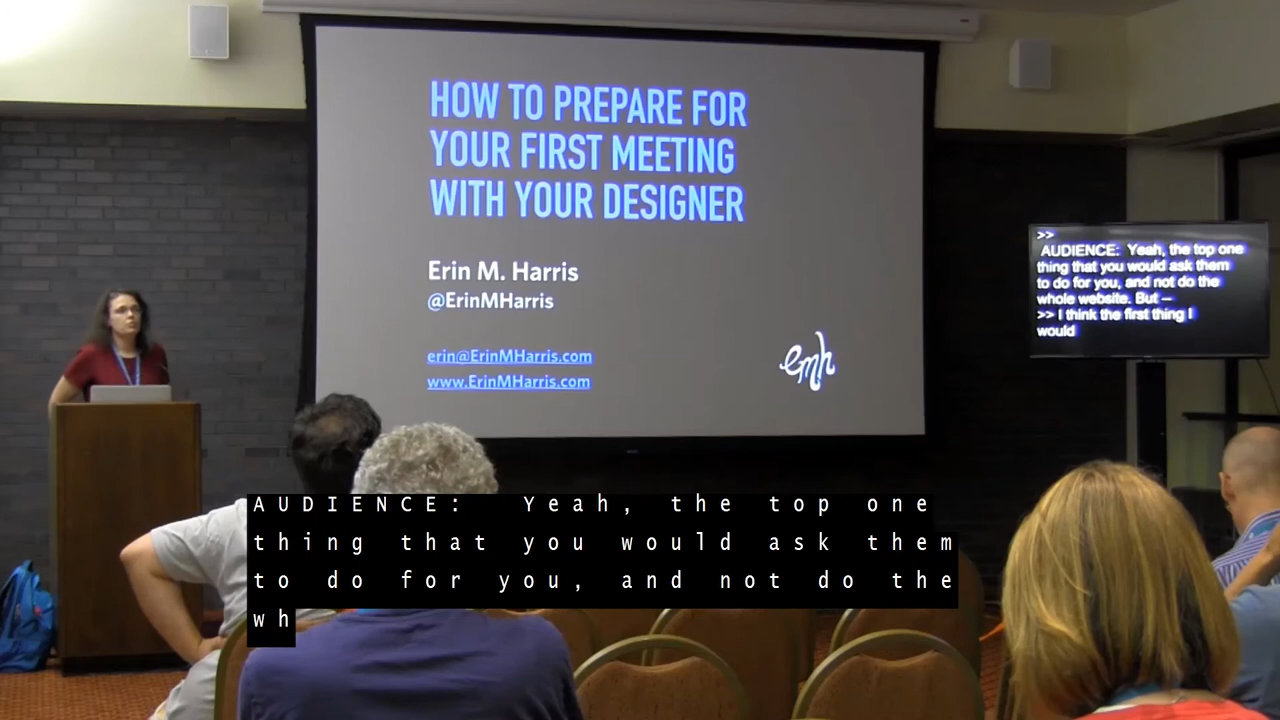 HOW TO PREPARE FOR
YOUR FIRST MEETING
WITH YOUR DESIGNER
Erin M. Harris
@ErinMHarris
erin@ErinMHarris.com
www.ErinMHarris.com
emh
>>
AUDIENCE: Yeah, the top one
thing that you would ask them
to do for you, and not do the
whole website. But --
>> I think the first thing I
would
AUDIENCE: Yeah, the top one
thing that you would ask them
to do for you, and not do the
wh